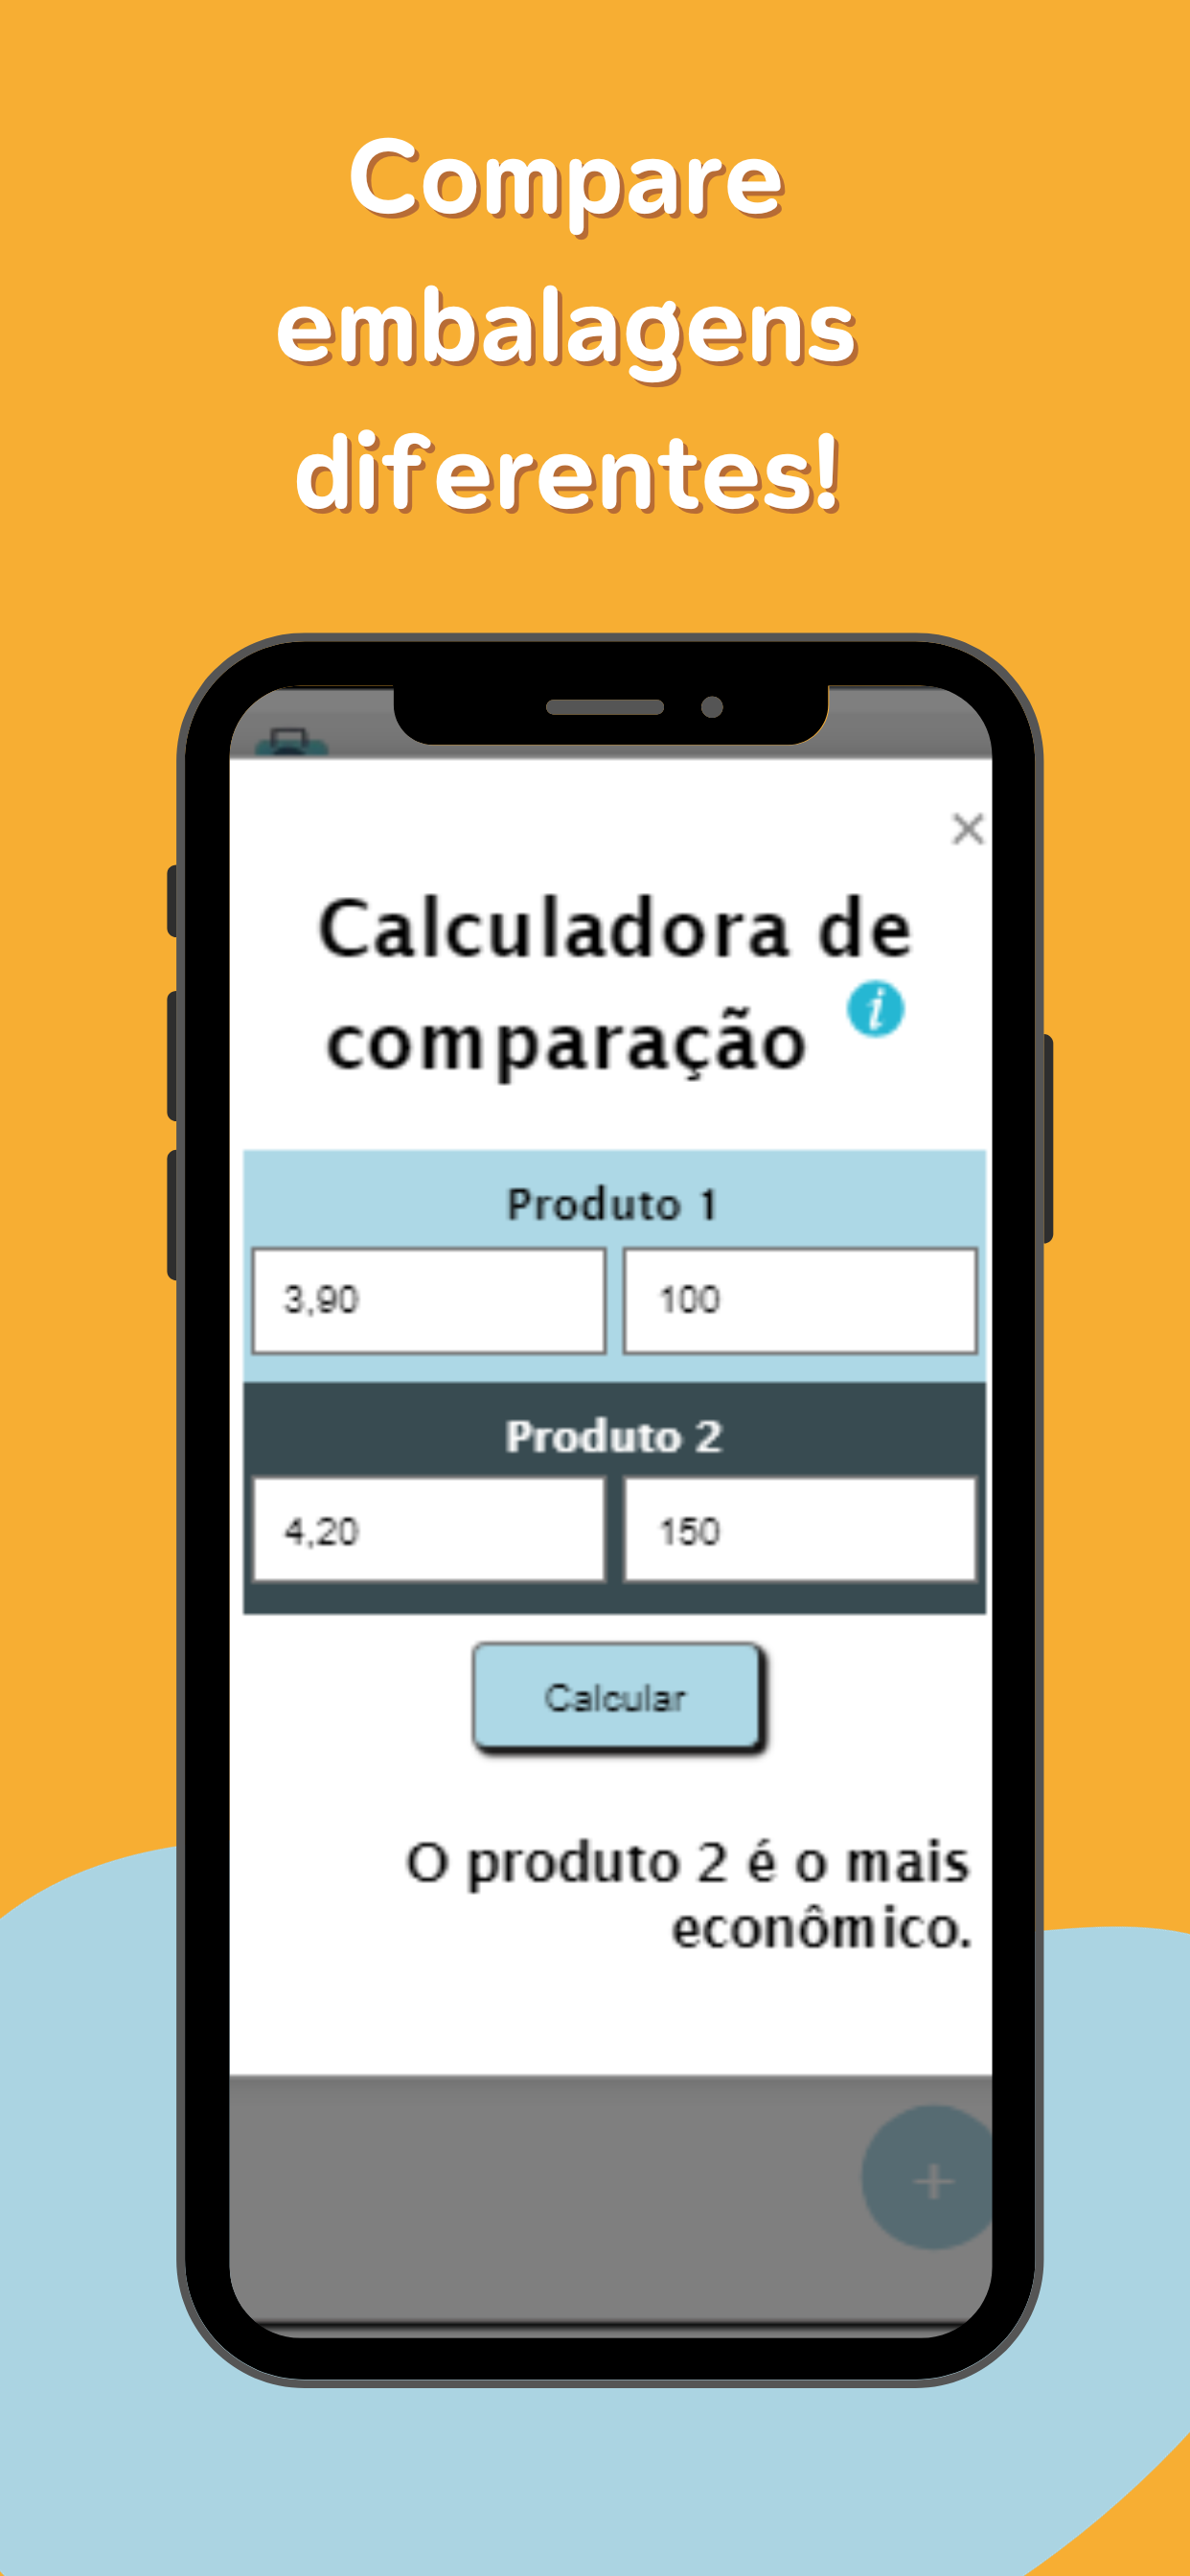 Compare
embalagens
diferentes!
×
Calculadora de
comparação i
Produto 1
3,90 100
Produto 2
4,20 150
Calcular
O produto 2 é o mais
econômico.
+